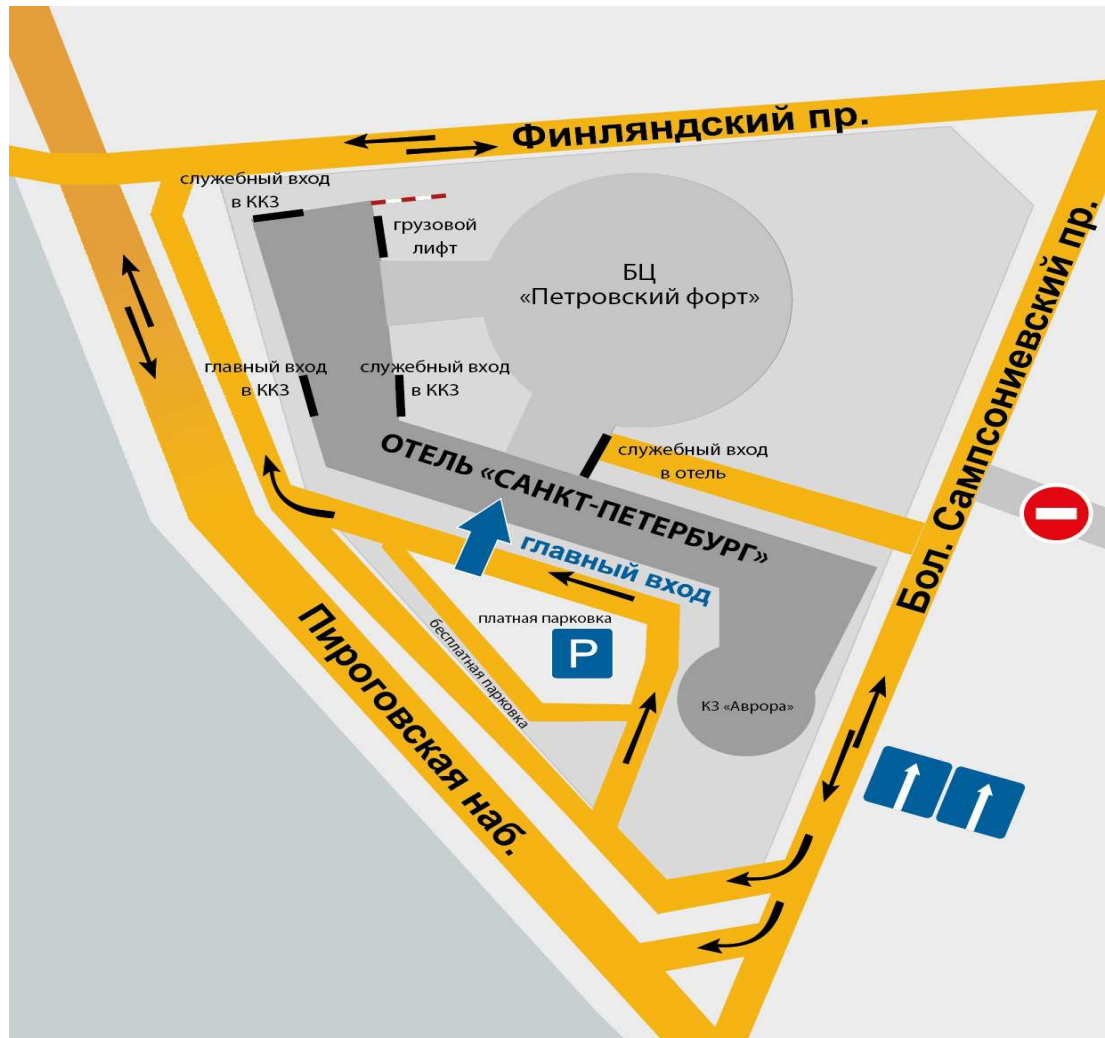 Финляндский пр.
служебный вход
в ККЗ
грузовой
лифт
БЦ
«Петровский форт»
Бол. Сампсониевский пр.
главный вход
в ККЗ
служебный вход
в ККЗ
служебный вход
в отель
ОТЕЛЬ «САНКТ-ПЕТЕРБУРГ»
главный вход
платная парковка
P
бесплатная парковка
КЗ «Аврора»
Пироговская наб.